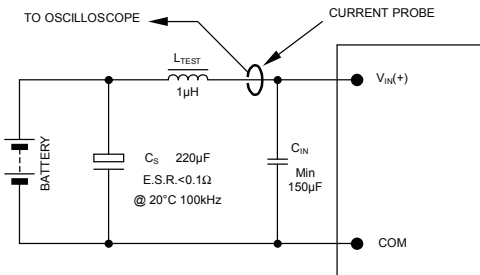 TO OSCILLOSCOPE
CURRENT PROBE
LTEST
1µH
VIN(+)
BATTERY
CS 220µF
E.S.R.<0.1Ω
@ 20°C 100kHz
CIN
Min
150µF
COM